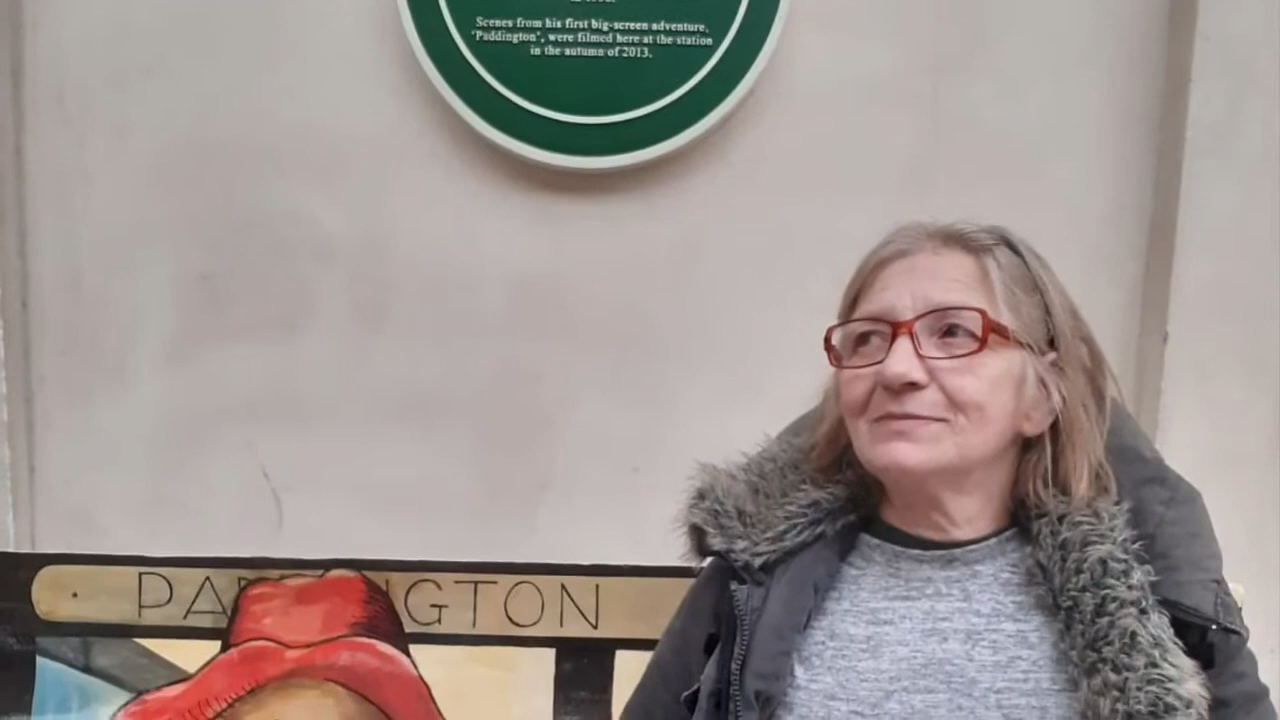 Scenes from his first big-screen adventure,
'Paddington', were filmed here at the station
in the autumn of 2013.
PA GTON